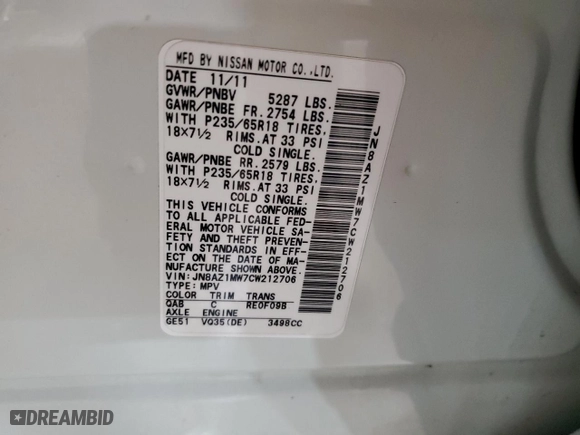 MFD BY NISSAN MOTOR CO.,LTD.
DATE 11/11
GVWR/PNBV 5287 LBS.
GAWR/PNBE FR. 2754 LBS.
WITH P235/65R18 TIRES.
18X7½ RIMS.AT 33 PSI
COLD SINGLE.
GAWR/PNBE RR. 2579 LBS.
WITH P235/65R18 TIRES.
18X7½ RIMS.AT 33 PSI
COLD SINGLE.
THIS VEHICLE CONFORMS
TO ALL APPLICABLE FED-
ERAL MOTOR VEHICLE SA-
FETY AND THEFT PREVEN-
TION STANDARDS IN EFF-
ECT ON THE DATE OF MA-
NUFACTURE SHOWN ABOVE.
VIN:JN8AZ1MW7CW212706
TYPE: MPV
COLOR TRIM TRANS
QAB C RE0F09B
AXLE ENGINE
GE51 VQ35(DE) 3498CC
JN8AZ1MW7CW212706
DREAMBID